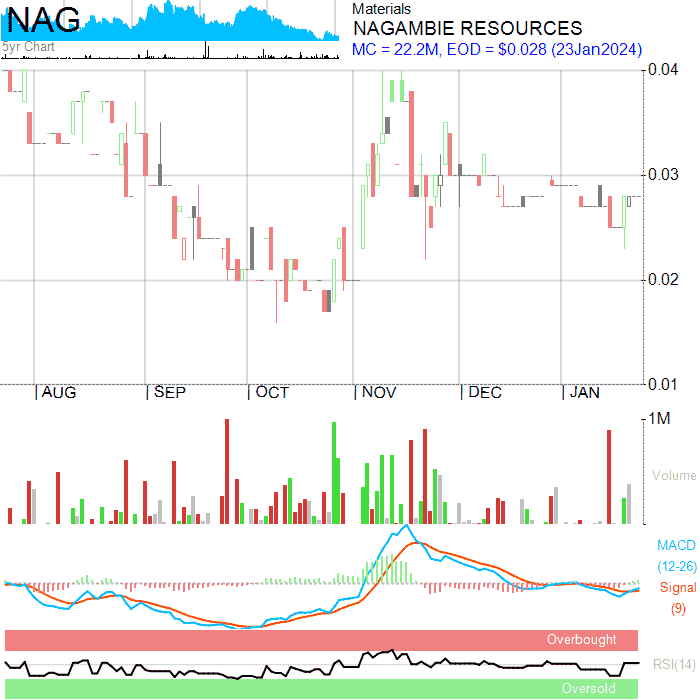 NAG
5yr Chart
Materials
NAGAMBIE RESOURCES
MC = 22.2M, EOD = $0.028 (23Jan2024)
0.04
0.03
0.02
0.01
AUG SEP OCT NOV DEC JAN
1M
Volume
MACD
(12-26)
Signal
(9)
Overbought
RSI(14)
Oversold